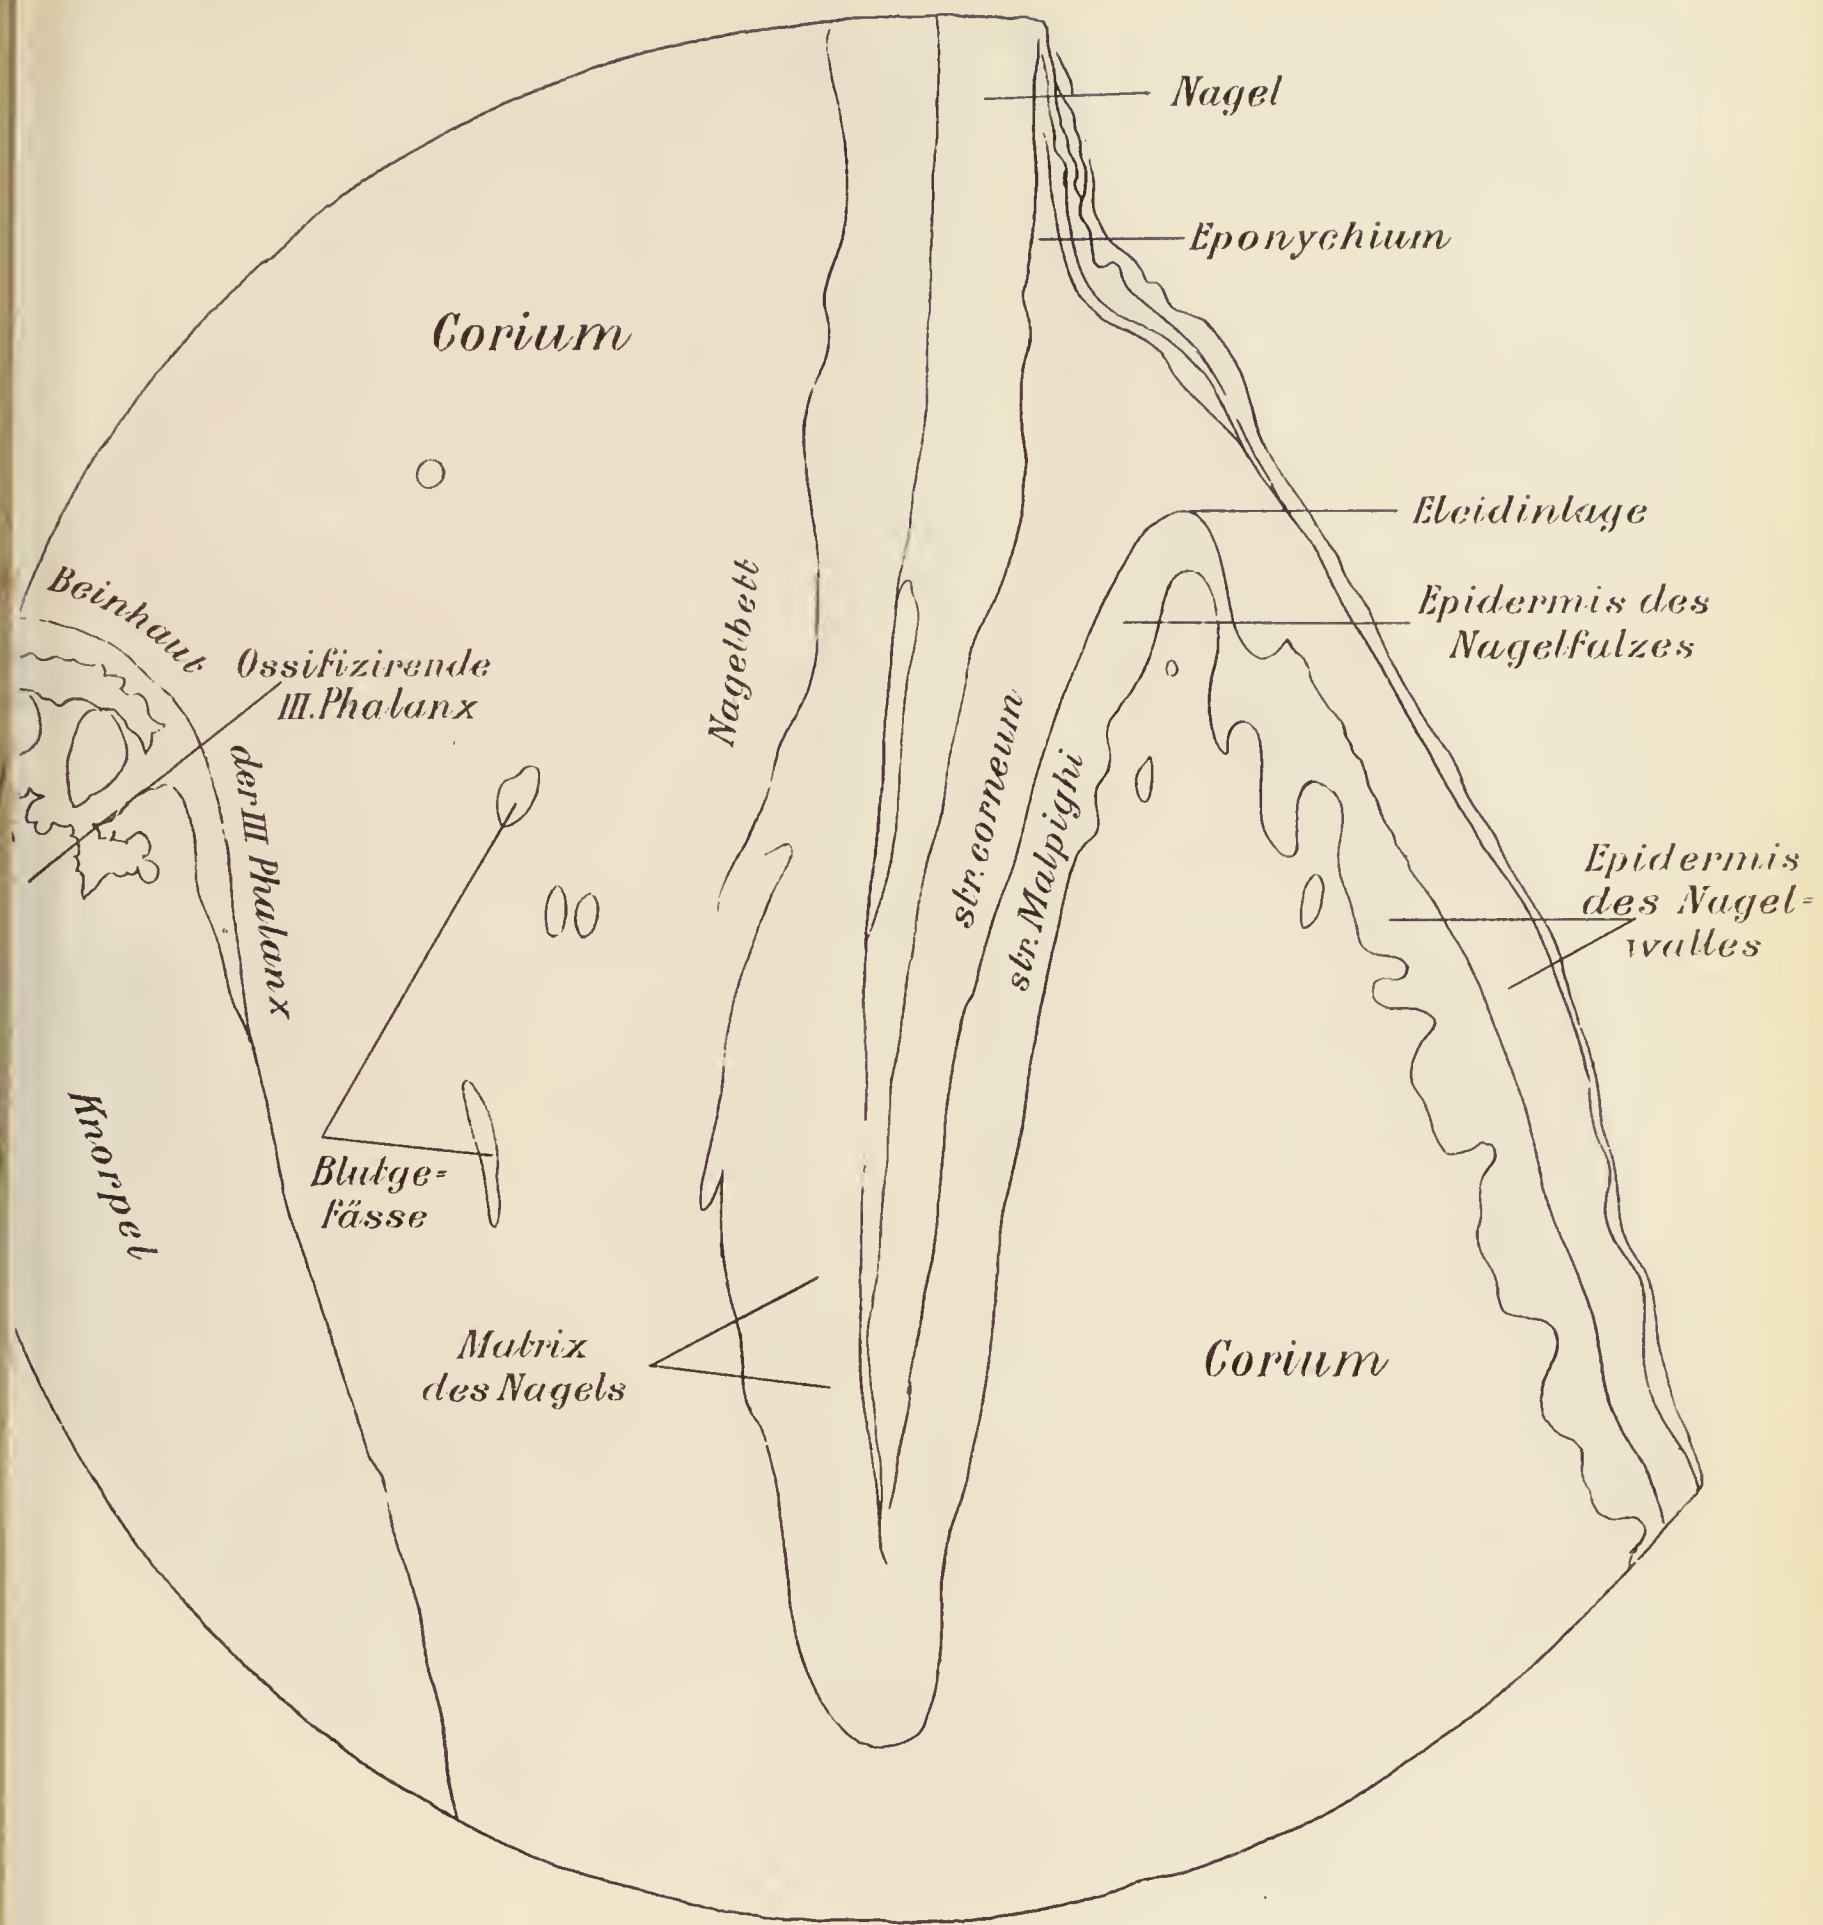 Nagel
Eponychium
Corium
Eleidinlage
Beinhaut
Ossifizirende
III. Phalanx
Epidermis des
Nagelfalzes
Nagelbett
der III Phalanx
str. corneum
str. Malpighi
Epidermis
des Nagel=
walles
Knorpel
Blutge=
fässe
Matrix
des Nagels
Corium